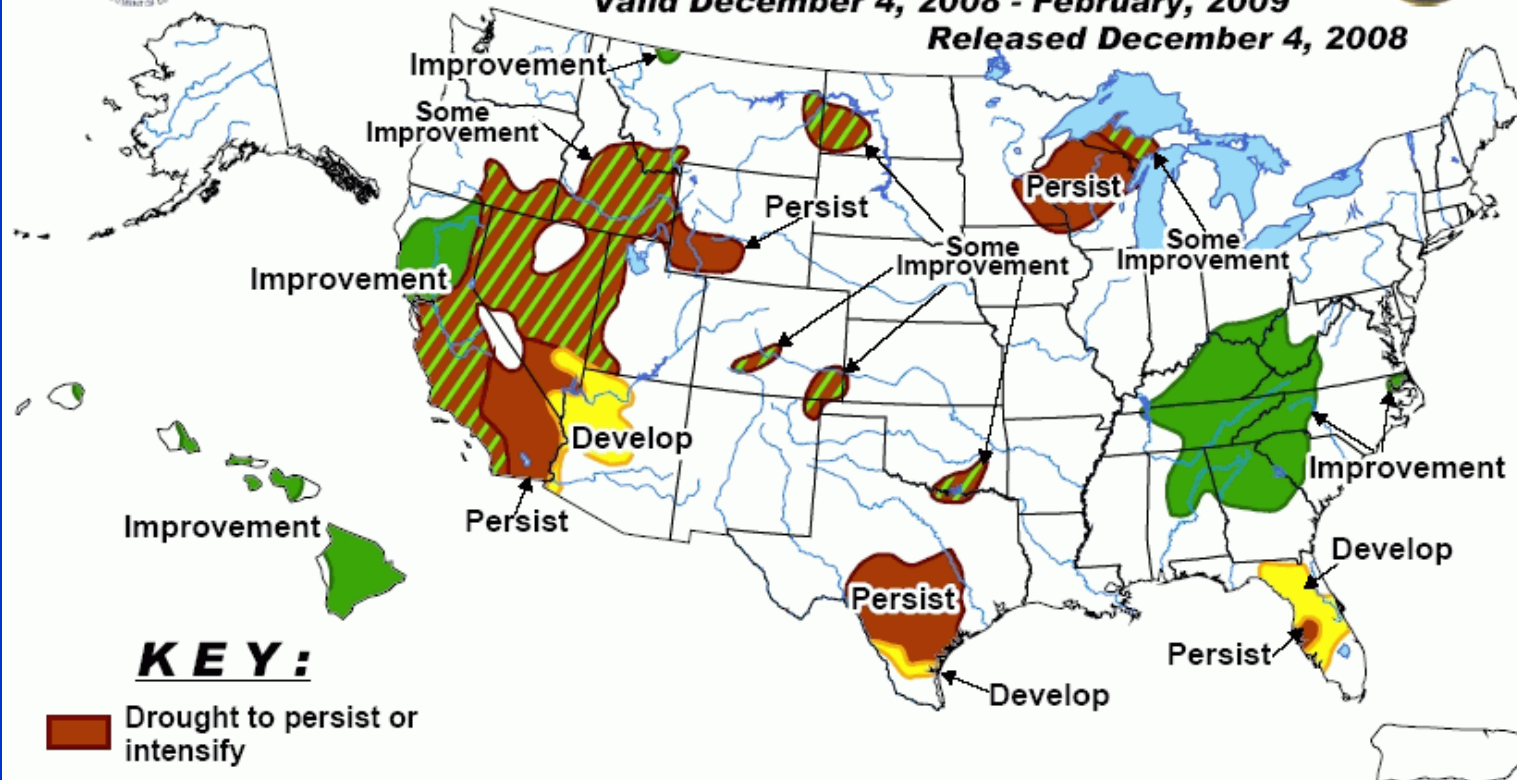 Valid December 4, 2008 - February, 2009
Released December 4, 2008
Improvement
Some
Improvement
Persist
Persist
Some
Improvement
Some
Improvement
Improvement
Develop
Improvement
Persist
Improvement
Develop
Persist
Persist
Develop
KEY:
Drought to persist or
intensify